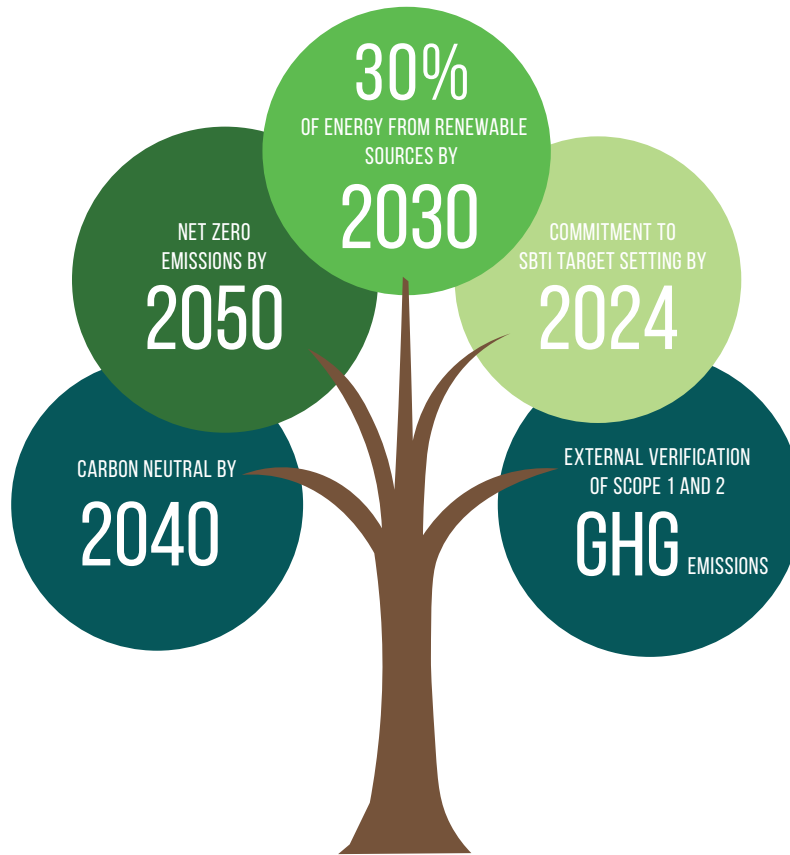 30%
OF ENERGY FROM RENEWABLE
SOURCES BY
2030
NET ZERO
EMISSIONS BY
2050
COMMITMENT TO
SBTI TARGET SETTING BY
2024
CARBON NEUTRAL BY
2040
EXTERNAL VERIFICATION
OF SCOPE 1 AND 2
GHG EMISSIONS